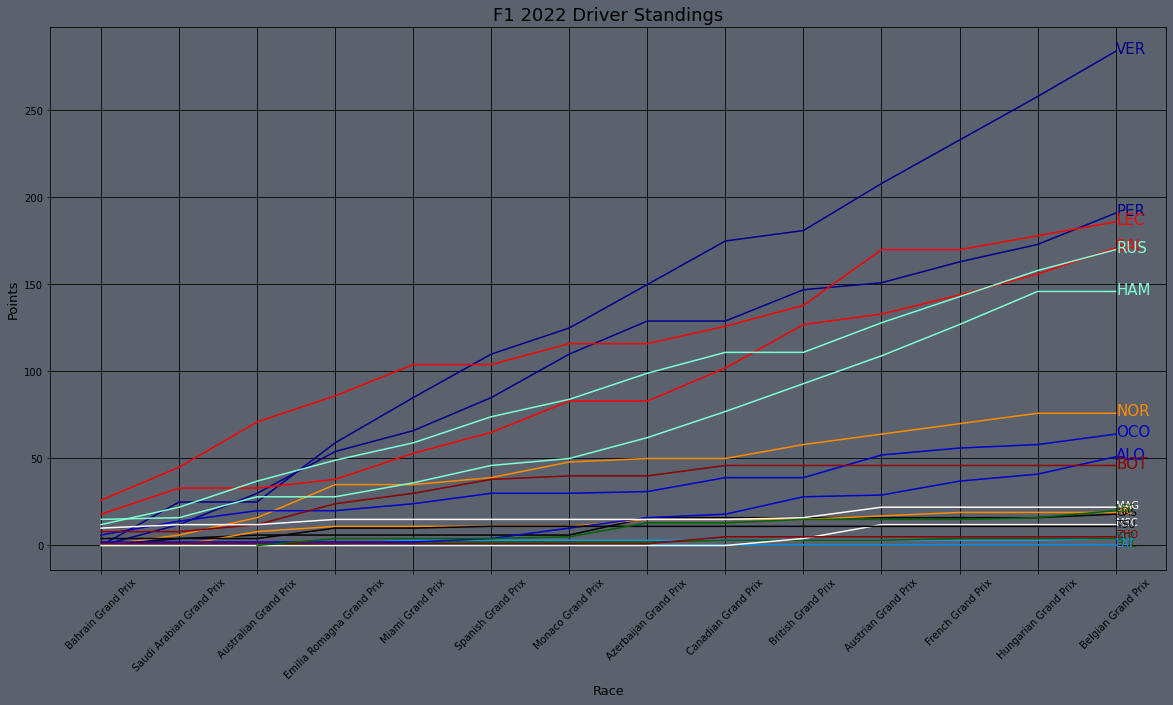 F1 2022 Driver Standings
Points
250
200
150
100
50
0
VER
PER
LEC
RUS
HAM
NOR
OCO
ALO
BOT
MAG
ZHO
Bahrain Grand Prix
Saudi Arabian Grand Prix
Australian Grand Prix
Emilia Romagna Grand Prix
Miami Grand Prix
Spanish Grand Prix
Monaco Grand Prix
Azerbaijan Grand Prix
Canadian Grand Prix
British Grand Prix
Austrian Grand Prix
French Grand Prix
Hungarian Grand Prix
Belgian Grand Prix
Race